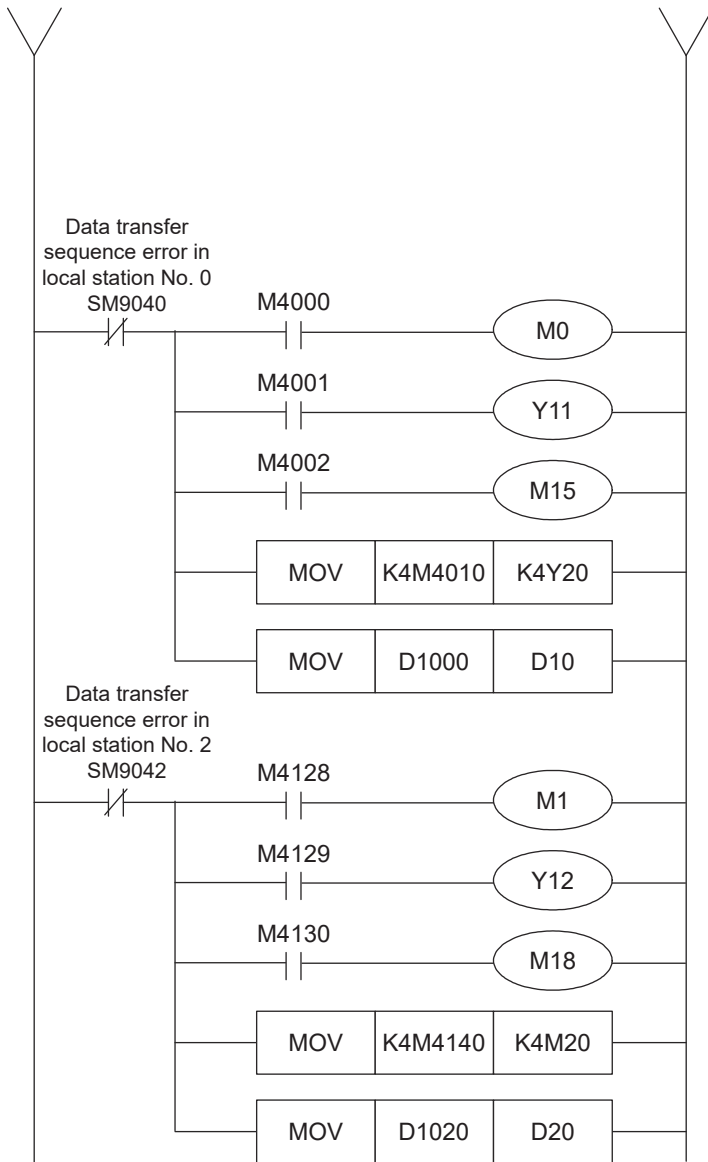 Data transfer
sequence error in
local station No. 0
SM9040
M4000
M0
M4001
Y11
M4002
M15
MOV K4M4010 K4Y20
MOV D1000 D10
Data transfer
sequence error in
local station No. 2
SM9042
M4128
M1
M4129
Y12
M4130
M18
MOV K4M4140 K4M20
MOV D1020 D20